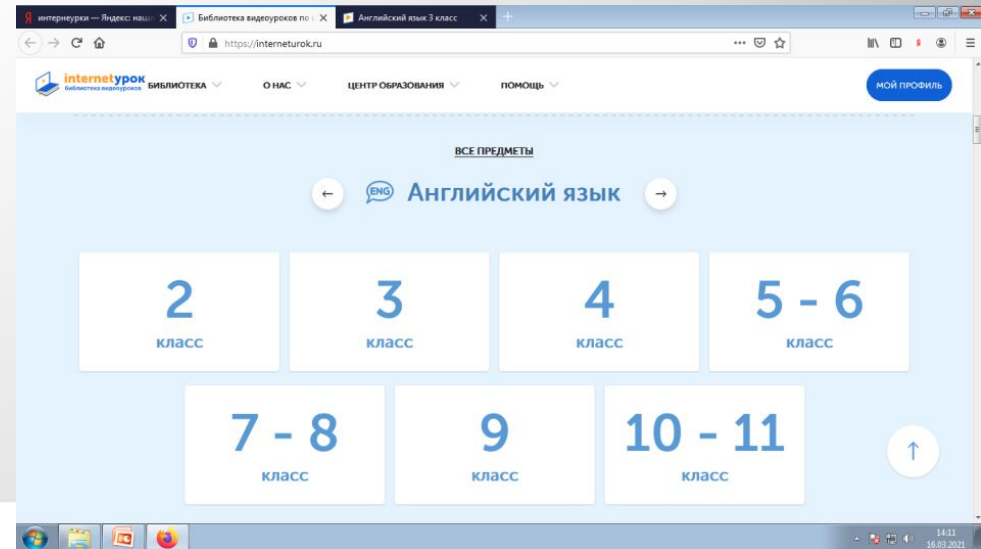 Я интернеурки — Яндекс: наш
Библиотека видеоуроков по
Английский язык 3 класс
https://interneturok.ru
internetурок
библиотека видеоуроков
БИБЛИОТЕКА
О НАС
ЦЕНТР ОБРАЗОВАНИЯ
ПОМОЩЬ
МОЙ ПРОФИЛЬ
ВСЕ ПРЕДМЕТЫ
ENG Английский язык
2
класс
3
класс
4
класс
5 - 6
класс
7 - 8
класс
9
класс
10 - 11
класс
14:11
16.03.2021